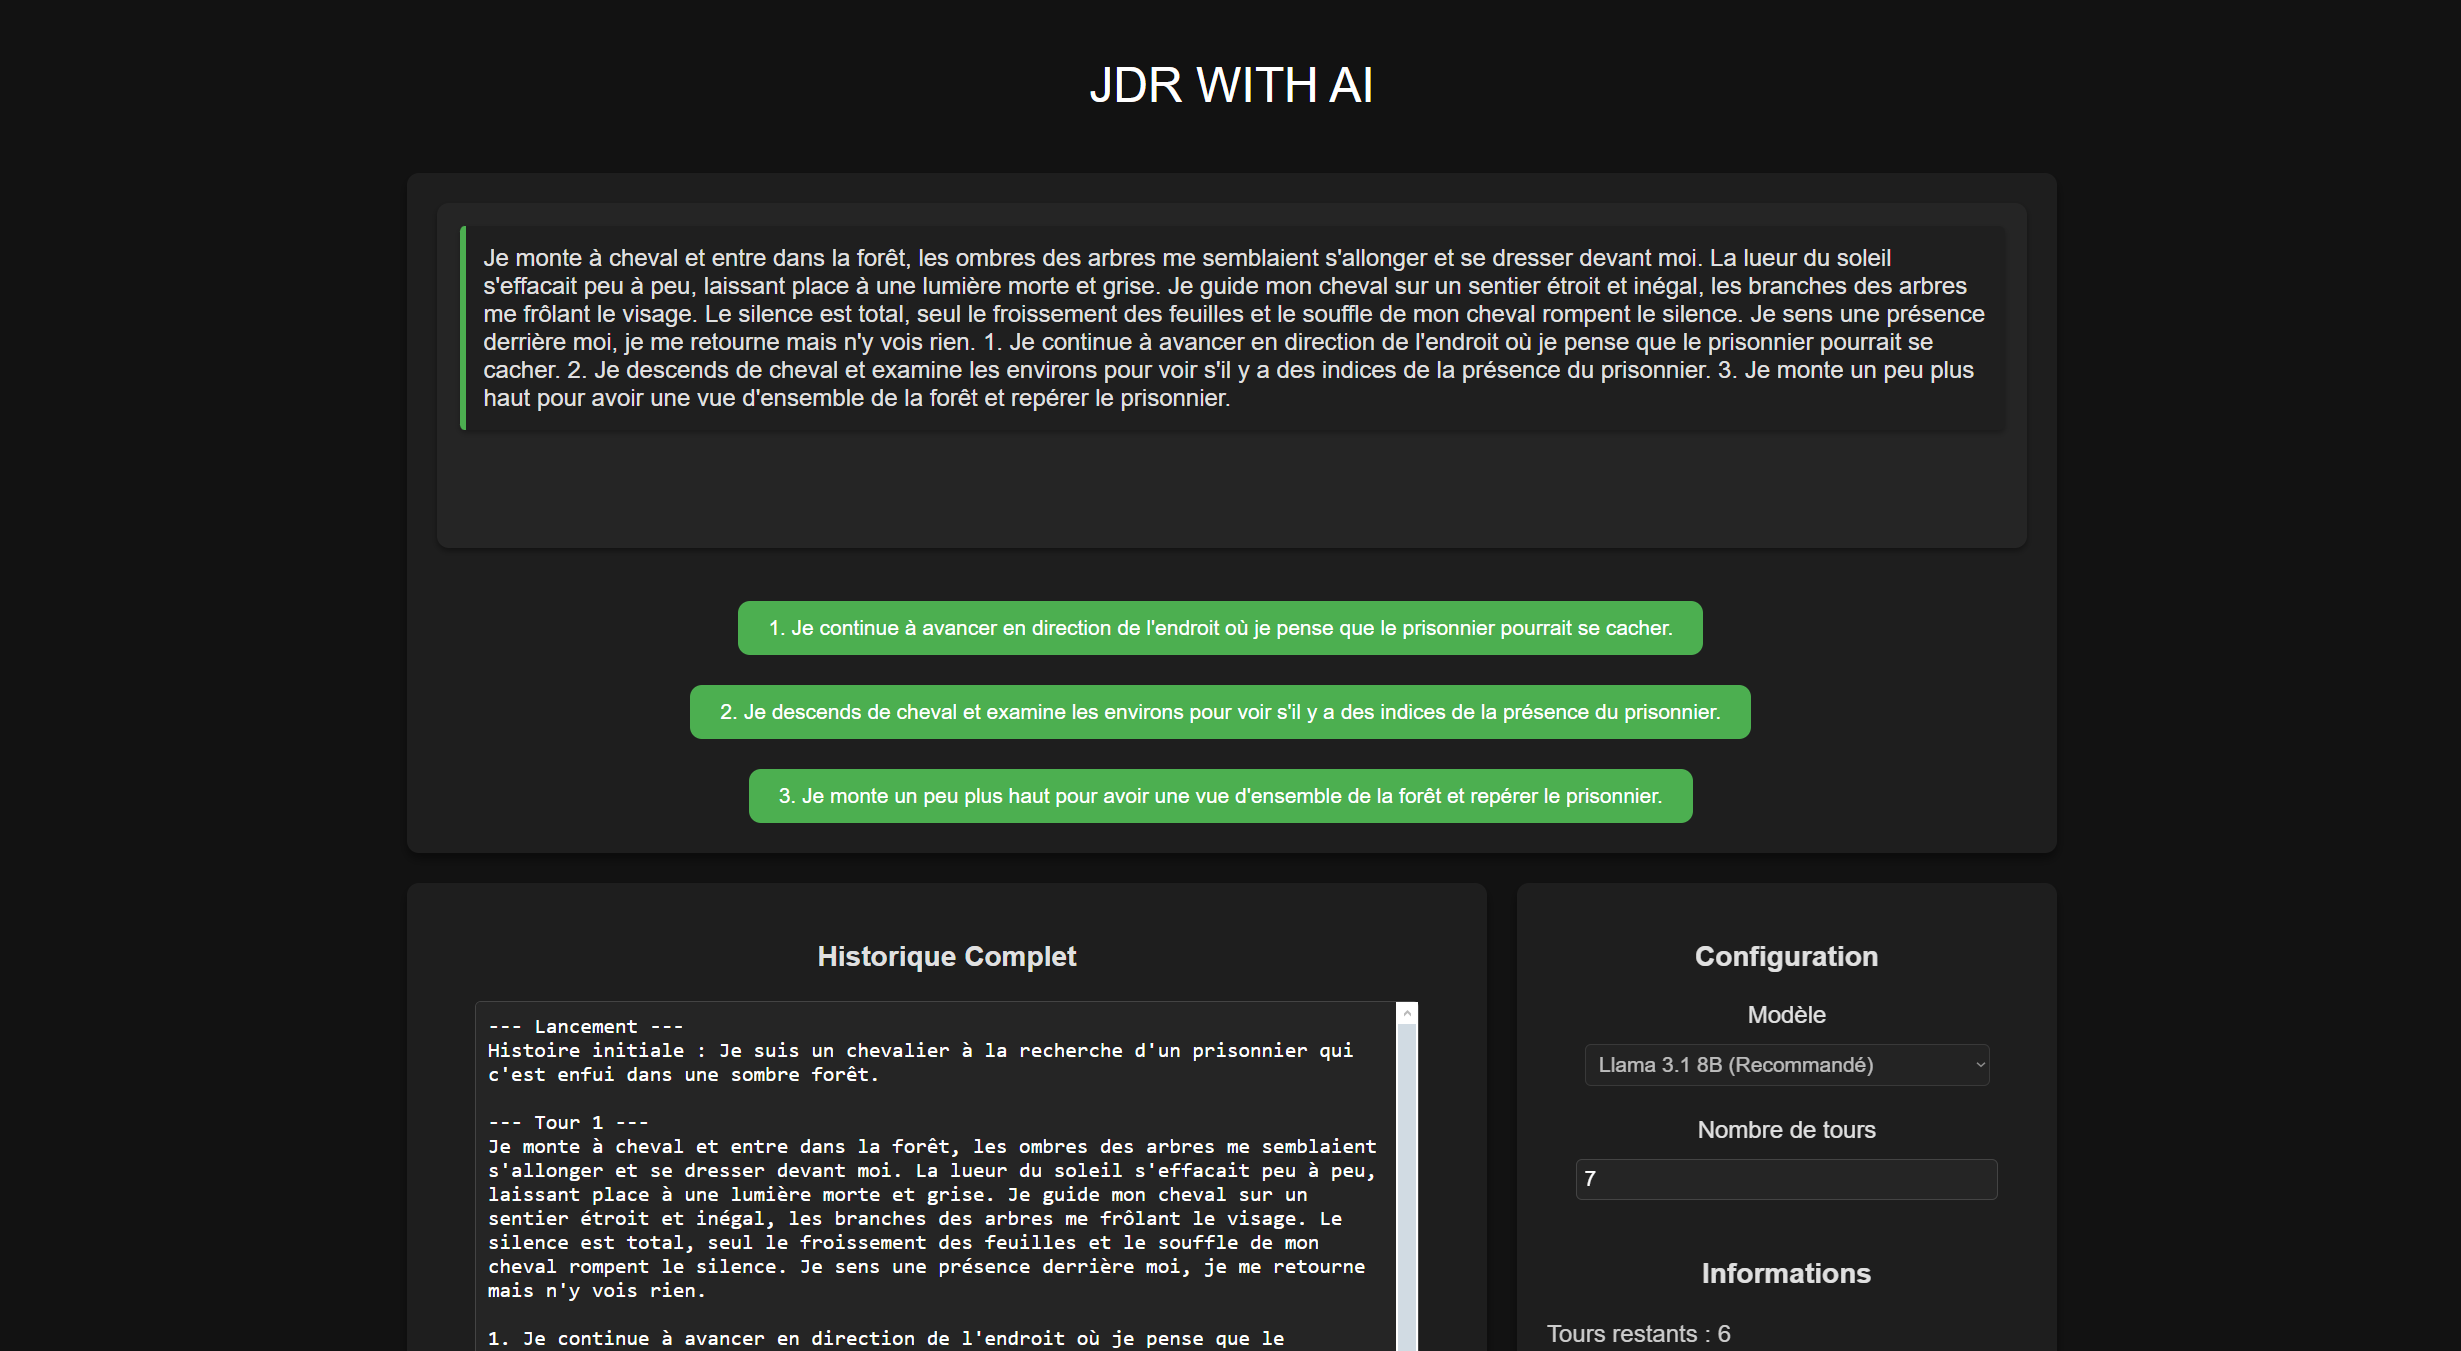 JDR WITH AI
Je monte à cheval et entre dans la forêt, les ombres des arbres me semblaient s'allonger et se dresser devant moi. La lueur du soleil
s'effacait peu à peu, laissant place à une lumière morte et grise. Je guide mon cheval sur un sentier étroit et inégal, les branches des arbres
me frôlant le visage. Le silence est total, seul le froissement des feuilles et le souffle de mon cheval rompent le silence. Je sens une présence
derrière moi, je me retourne mais n'y vois rien. 1. Je continue à avancer en direction de l'endroit où je pense que le prisonnier pourrait se
cacher. 2. Je descends de cheval et examine les environs pour voir s'il y a des indices de la présence du prisonnier. 3. Je monte un peu plus
haut pour avoir une vue d'ensemble de la forêt et repérer le prisonnier.
1. Je continue à avancer en direction de l'endroit où je pense que le prisonnier pourrait se cacher.
2. Je descends de cheval et examine les environs pour voir s'il y a des indices de la présence du prisonnier.
3. Je monte un peu plus haut pour avoir une vue d'ensemble de la forêt et repérer le prisonnier.
Historique Complet
--- Lancement ---
Histoire initiale : Je suis un chevalier à la recherche d'un prisonnier qui
c'est enfui dans une sombre forêt.
--- Tour 1 ---
Je monte à cheval et entre dans la forêt, les ombres des arbres me semblaient
s'allonger et se dresser devant moi. La lueur du soleil s'effacait peu à peu,
laissant place à une lumière morte et grise. Je guide mon cheval sur un
sentier étroit et inégal, les branches des arbres me frôlant le visage. Le
silence est total, seul le froissement des feuilles et le souffle de mon
cheval rompent le silence. Je sens une présence derrière moi, je me retourne
mais n'y vois rien.
1. Je continue à avancer en direction de l'endroit où je pense que le
Configuration
Modèle
Llama 3.1 8B (Recommandé)
Nombre de tours
7
Informations
Tours restants : 6